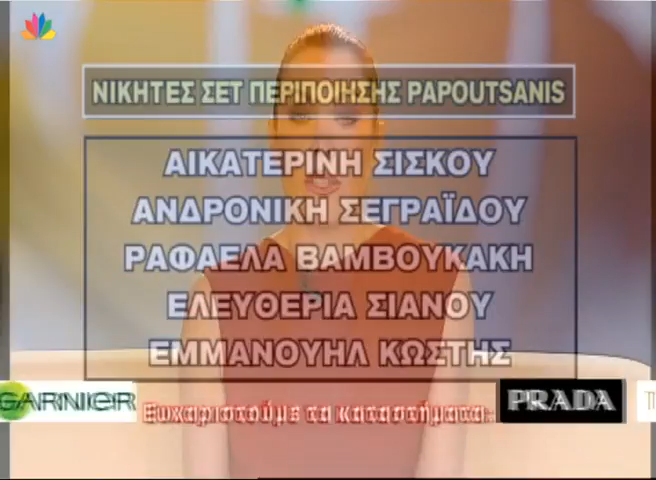 ΝΙΚΗΤΕΣ ΣΕΤ ΠΕΡΙΠΟΙΗΣΗΣ PAPOUTSANIS
ΑΙΚΑΤΕΡΙΝΗ ΣΙΣΚΟΥ
ΑΝΔΡΟΝΙΚΗ ΣΕΓΡΑΪΔΟΥ
ΡΑΦΑΕΛΑ ΒΑΜΒΟΥΚΑΚΗ
ΕΛΕΥΘΕΡΙΑ ΣΙΑΝΟΥ
ΕΜΜΑΝΟΥΗΛ ΚΩΣΤΗΣ
GARNIER Ευχαριστούμε τα καταστήματα: PRADA